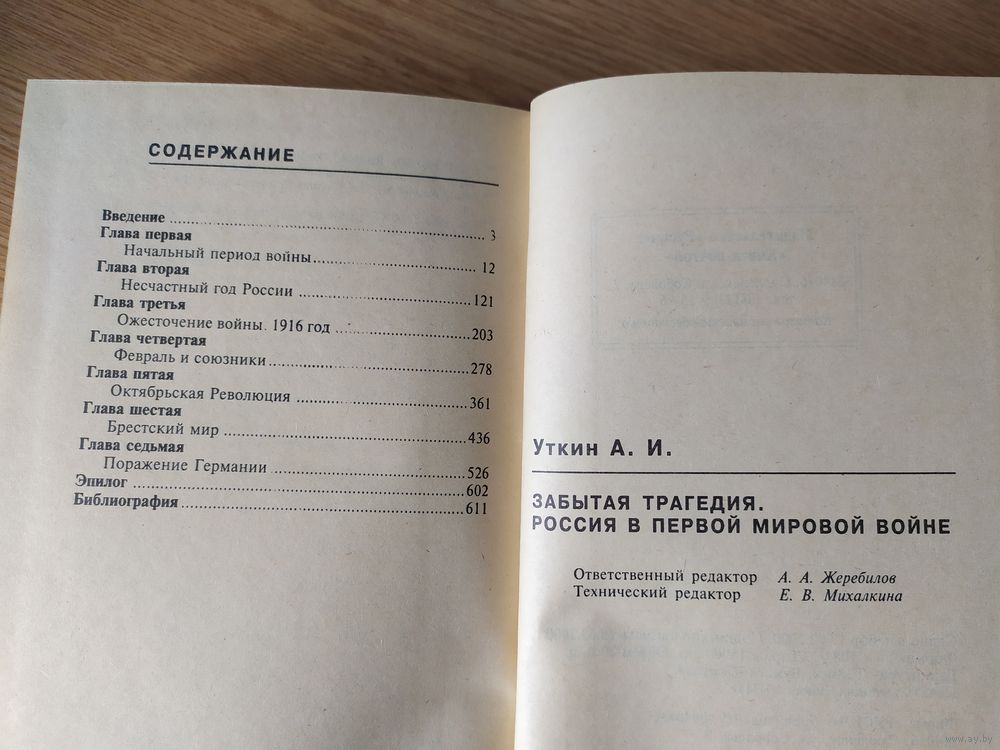 СОДЕРЖАНИЕ
Введение ........ 3
Глава первая
Начальный период войны ........ 12
Глава вторая
Несчастный год России ........ 121
Глава третья
Ожесточение войны. 1916 год ........ 203
Глава четвертая
Февраль и союзники ........ 278
Глава пятая
Октябрьская Революция ........ 361
Глава шестая
Брестский мир ........ 436
Глава седьмая
Поражение Германии ........ 526
Эпилог ........ 602
Библиография ........ 611
Уткин А. И.
ЗАБЫТАЯ ТРАГЕДИЯ.
РОССИЯ В ПЕРВОЙ МИРОВОЙ ВОЙНЕ
Ответственный редактор А. А. Жеребилов
Технический редактор Е. В. Михалкина
www.ay.by